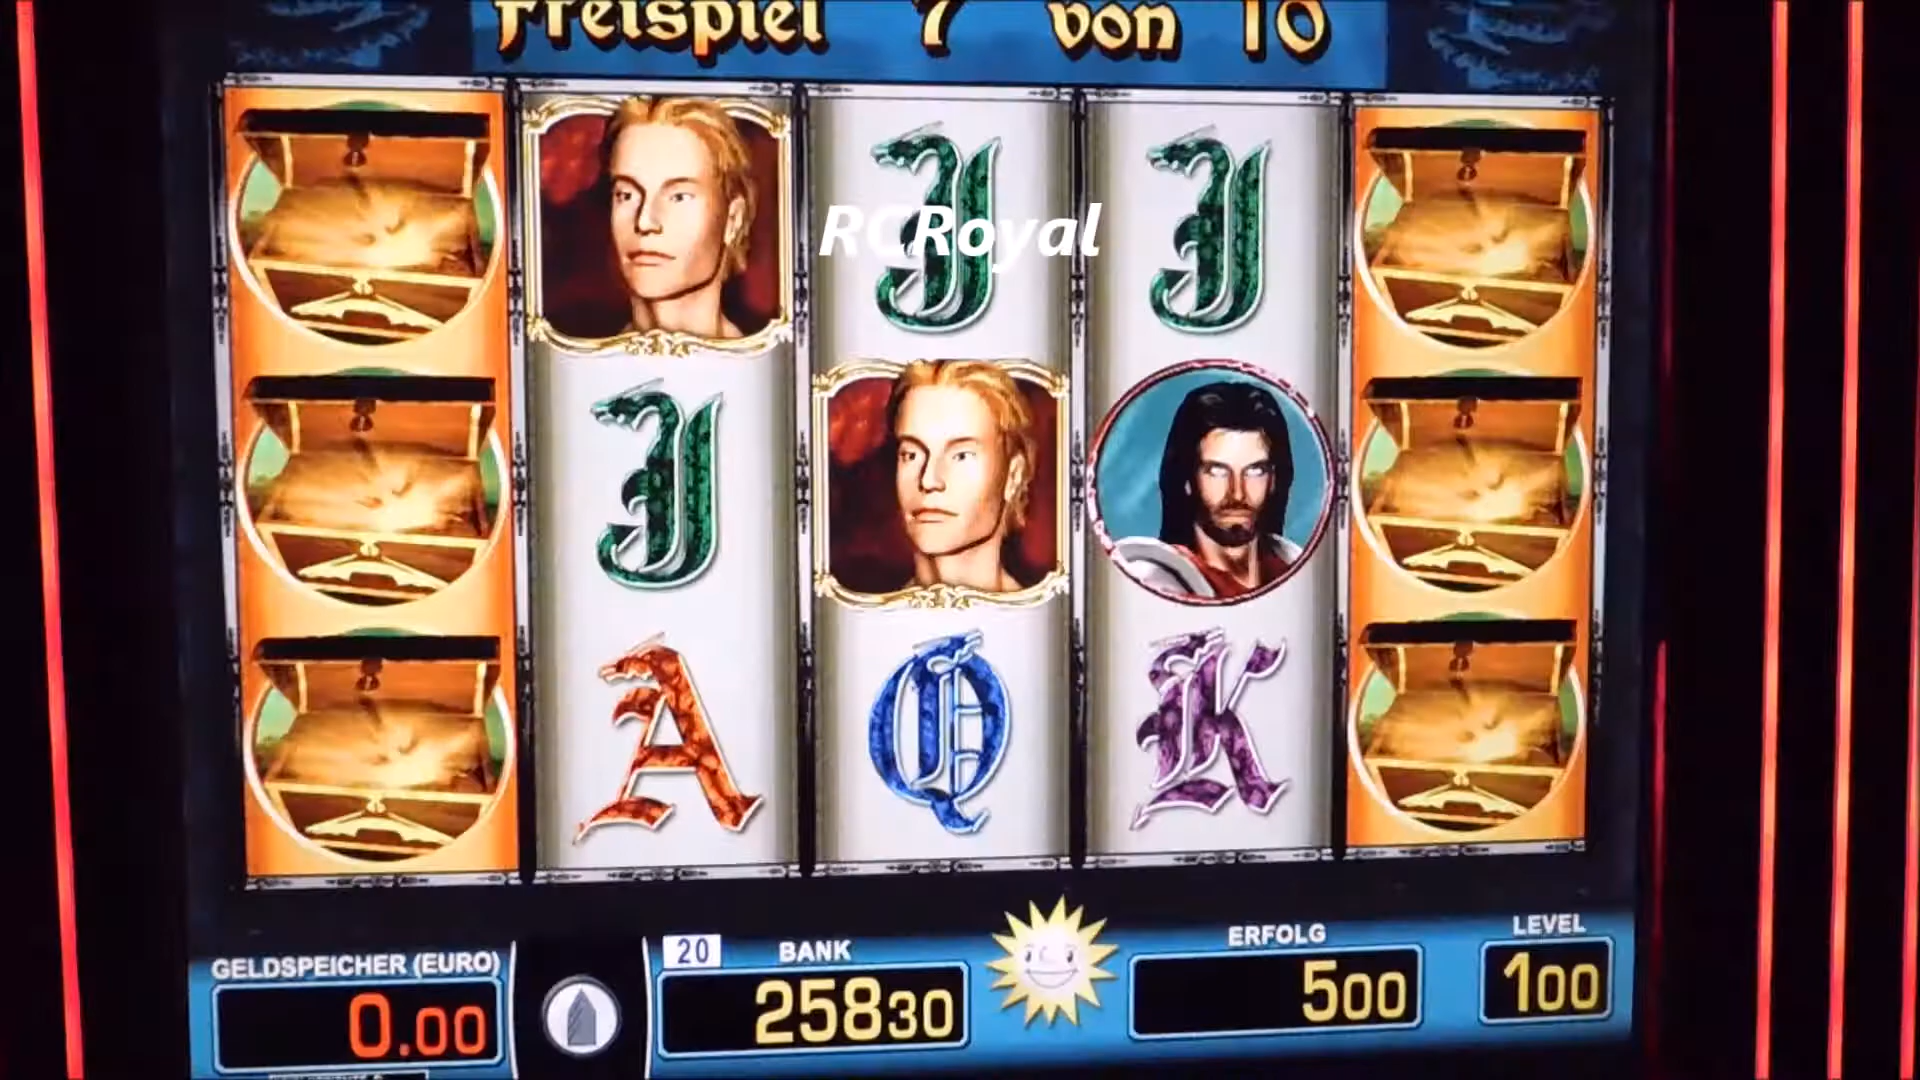 Freispiel 7 von 10
RCRoyal
J J
J
A Q K
GELDSPEICHER (EURO) 20 BANK ERFOLG LEVEL
0.00 25830 500 100